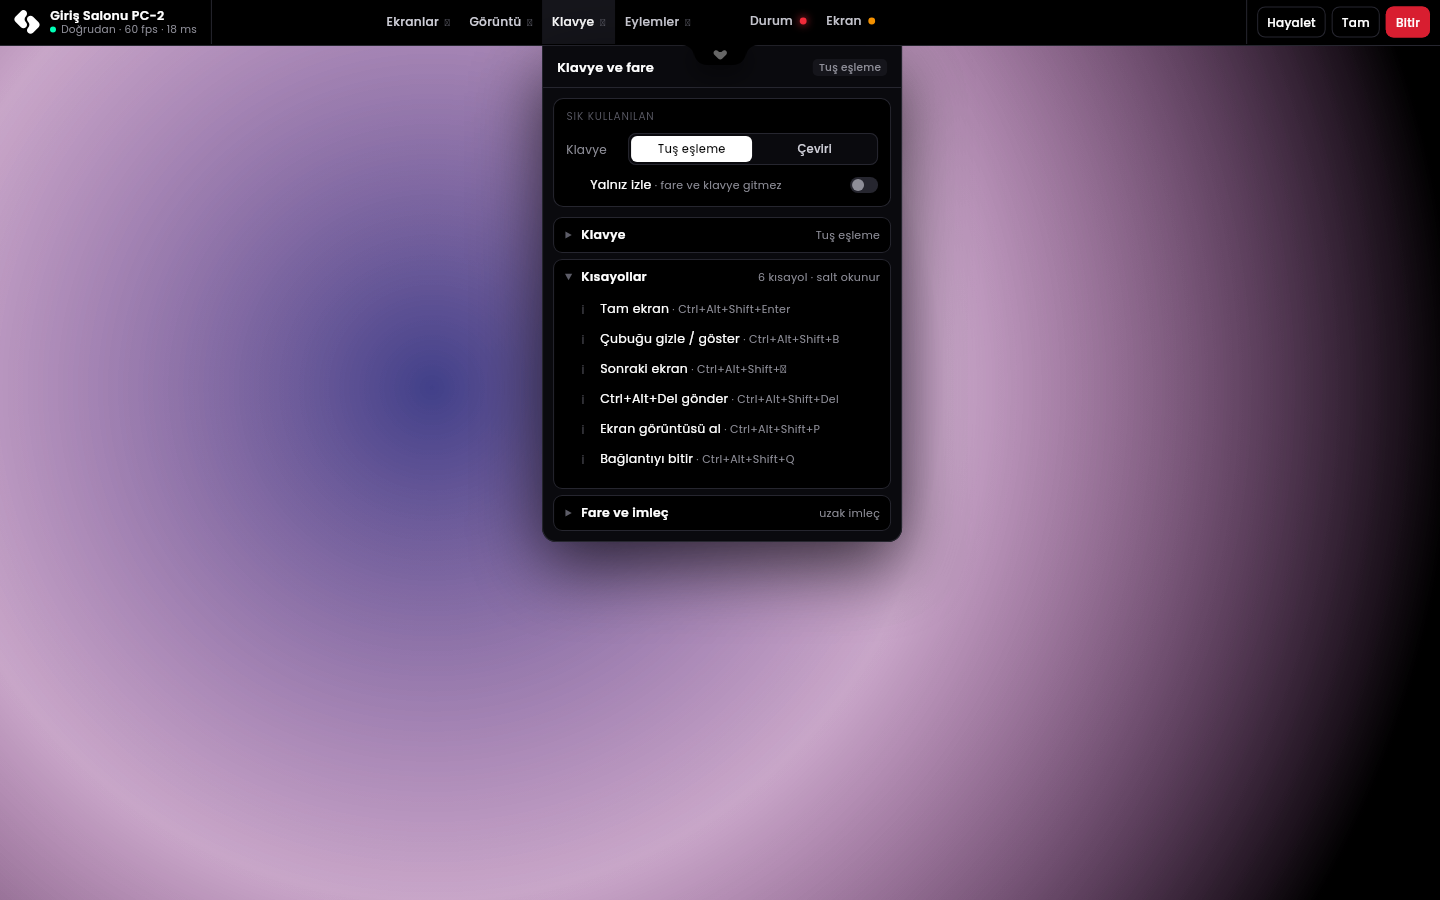 Giriş Salonu PC-2
Doğrudan · 60 fps · 18 ms
Ekranlar
Görüntü
Klavye
Eylemler
Durum
Ekran
Hayalet
Tam
Bitir
Klavye ve fare
Tuş eşleme
SIK KULLANILAN
Klavye
Tuş eşleme
Çeviri
Yalnız izle · fare ve klavye gitmez
Klavye
Tuş eşleme
Kısayollar
6 kısayol · salt okunur
Tam ekran · Ctrl+Alt+Shift+Enter
Çubuğu gizle / göster · Ctrl+Alt+Shift+B
Sonraki ekran · Ctrl+Alt+Shift+
Ctrl+Alt+Del gönder · Ctrl+Alt+Shift+Del
Ekran görüntüsü al · Ctrl+Alt+Shift+P
Bağlantıyı bitir · Ctrl+Alt+Shift+Q
Fare ve imleç
uzak imleç